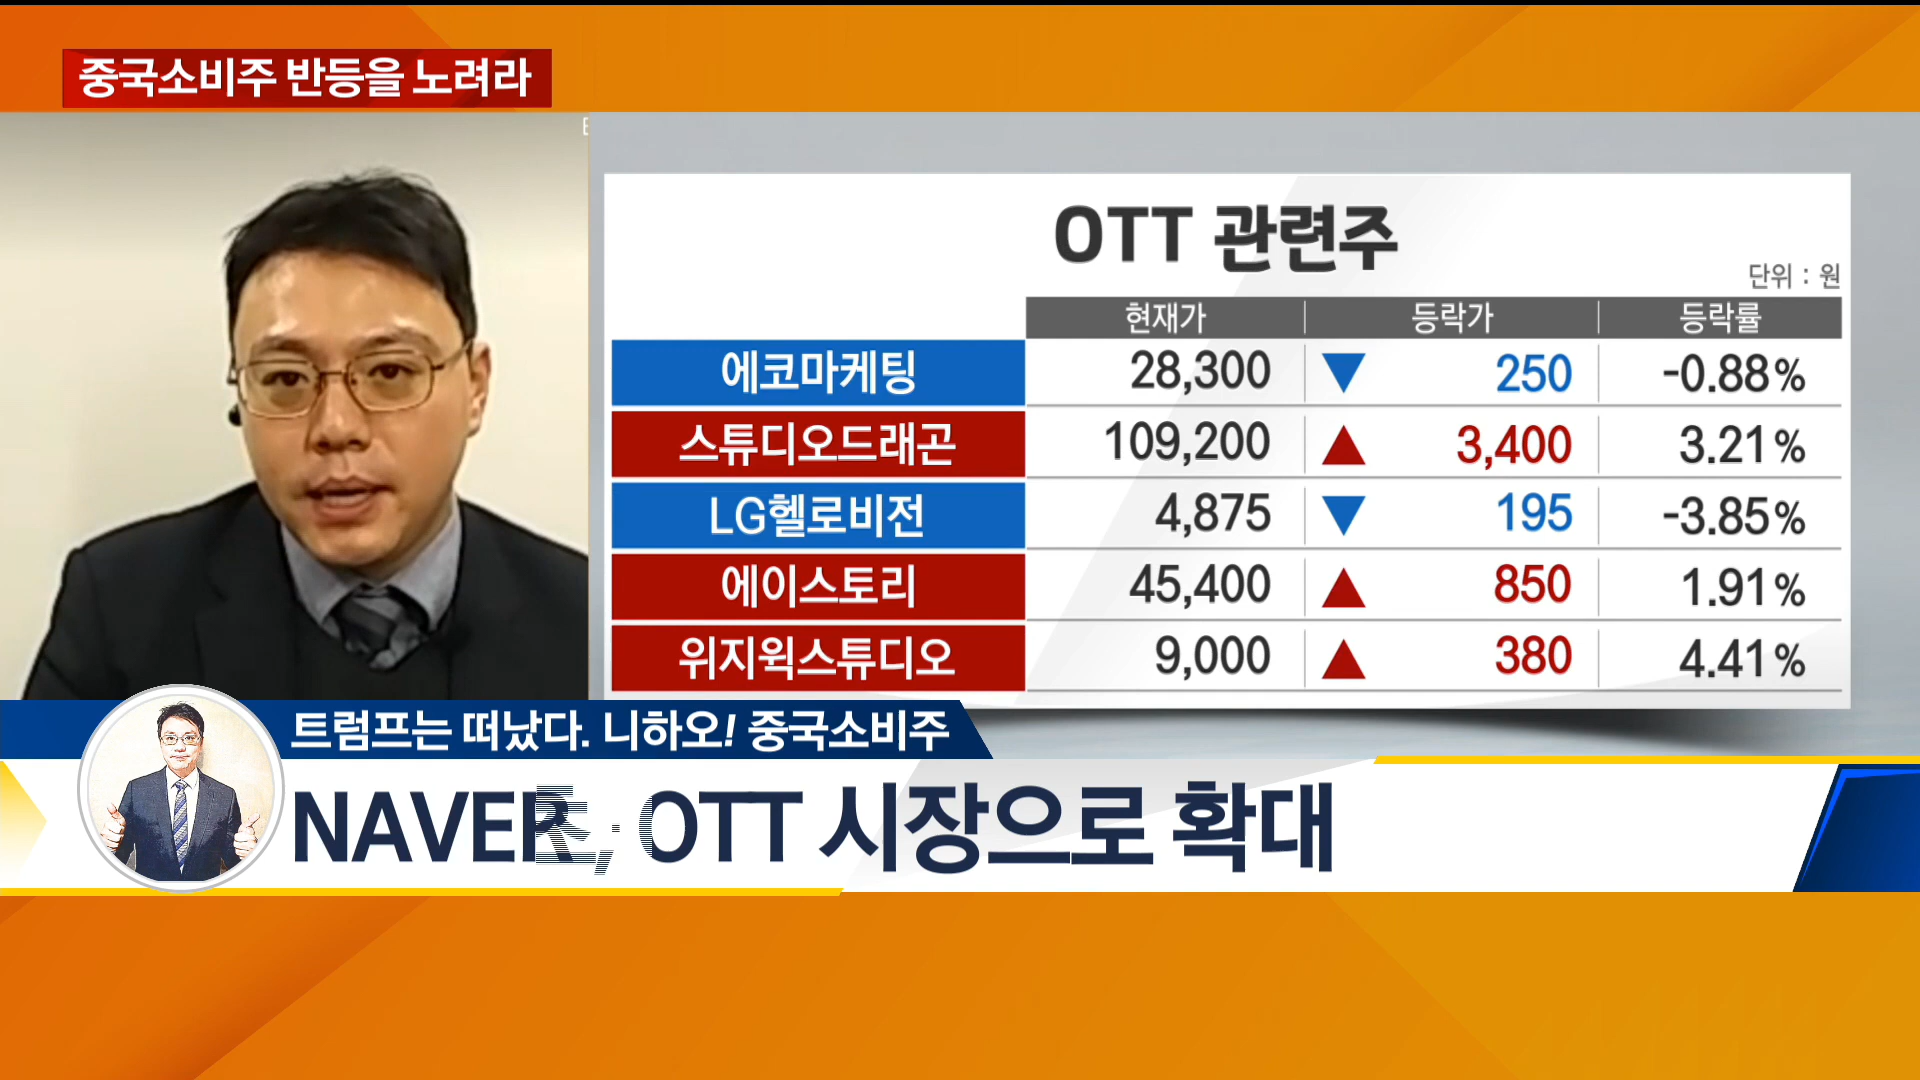 중국소비주 반등을 노려라
OTT 관련주
단위 : 원
현재가 등락가 등락률
에코마케팅 28,300 ▼ 250 -0.88%
스튜디오드래곤 109,200 ▲ 3,400 3.21%
LG헬로비전 4,875 ▼ 195 -3.85%
에이스토리 45,400 ▲ 850 1.91%
위지윅스튜디오 9,000 ▲ 380 4.41%
트럼프는 떠났다. 니하오! 중국소비주
NAVER, OTT 시장으로 확대